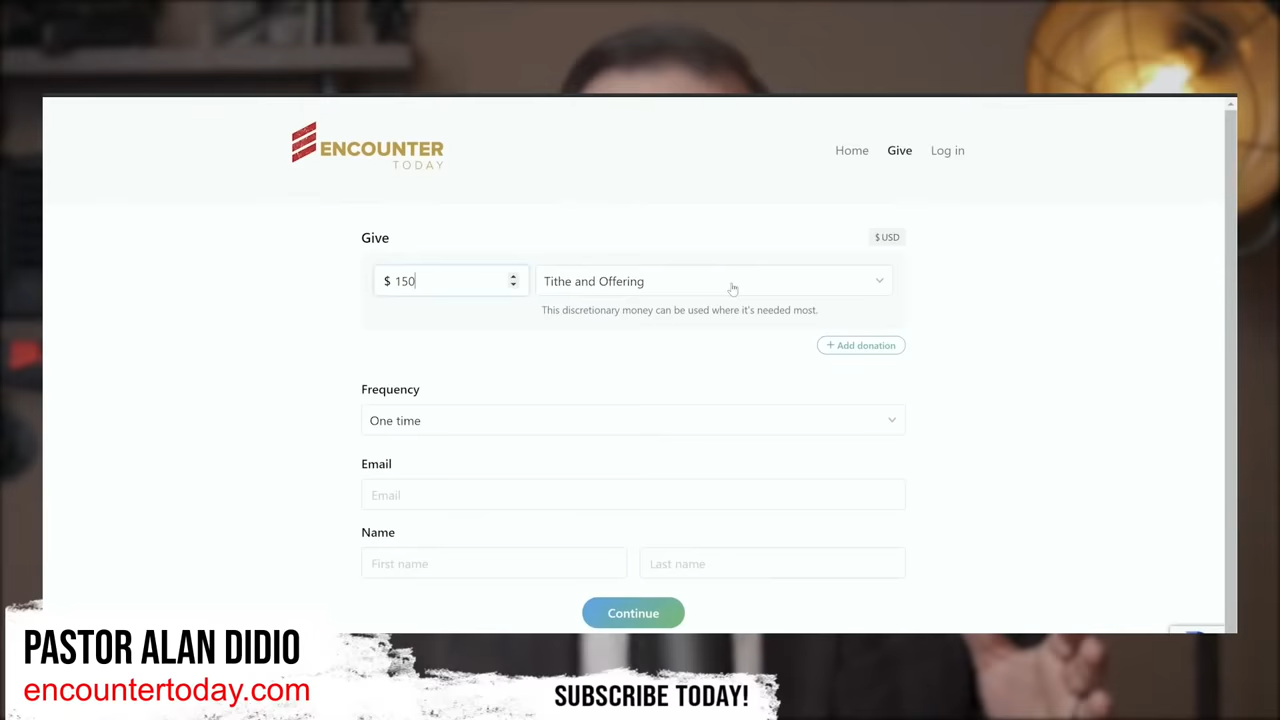 ENCOUNTER
TODAY
Home Give Log in
Give
$ USD
$ 150
Tithe and Offering
This discretionary money can be used where it's needed most.
+ Add donation
Frequency
One time
Email
Email
Name
First name
Last name
Continue
PASTOR ALAN DIDIO
encountertoday.com
SUBSCRIBE TODAY!